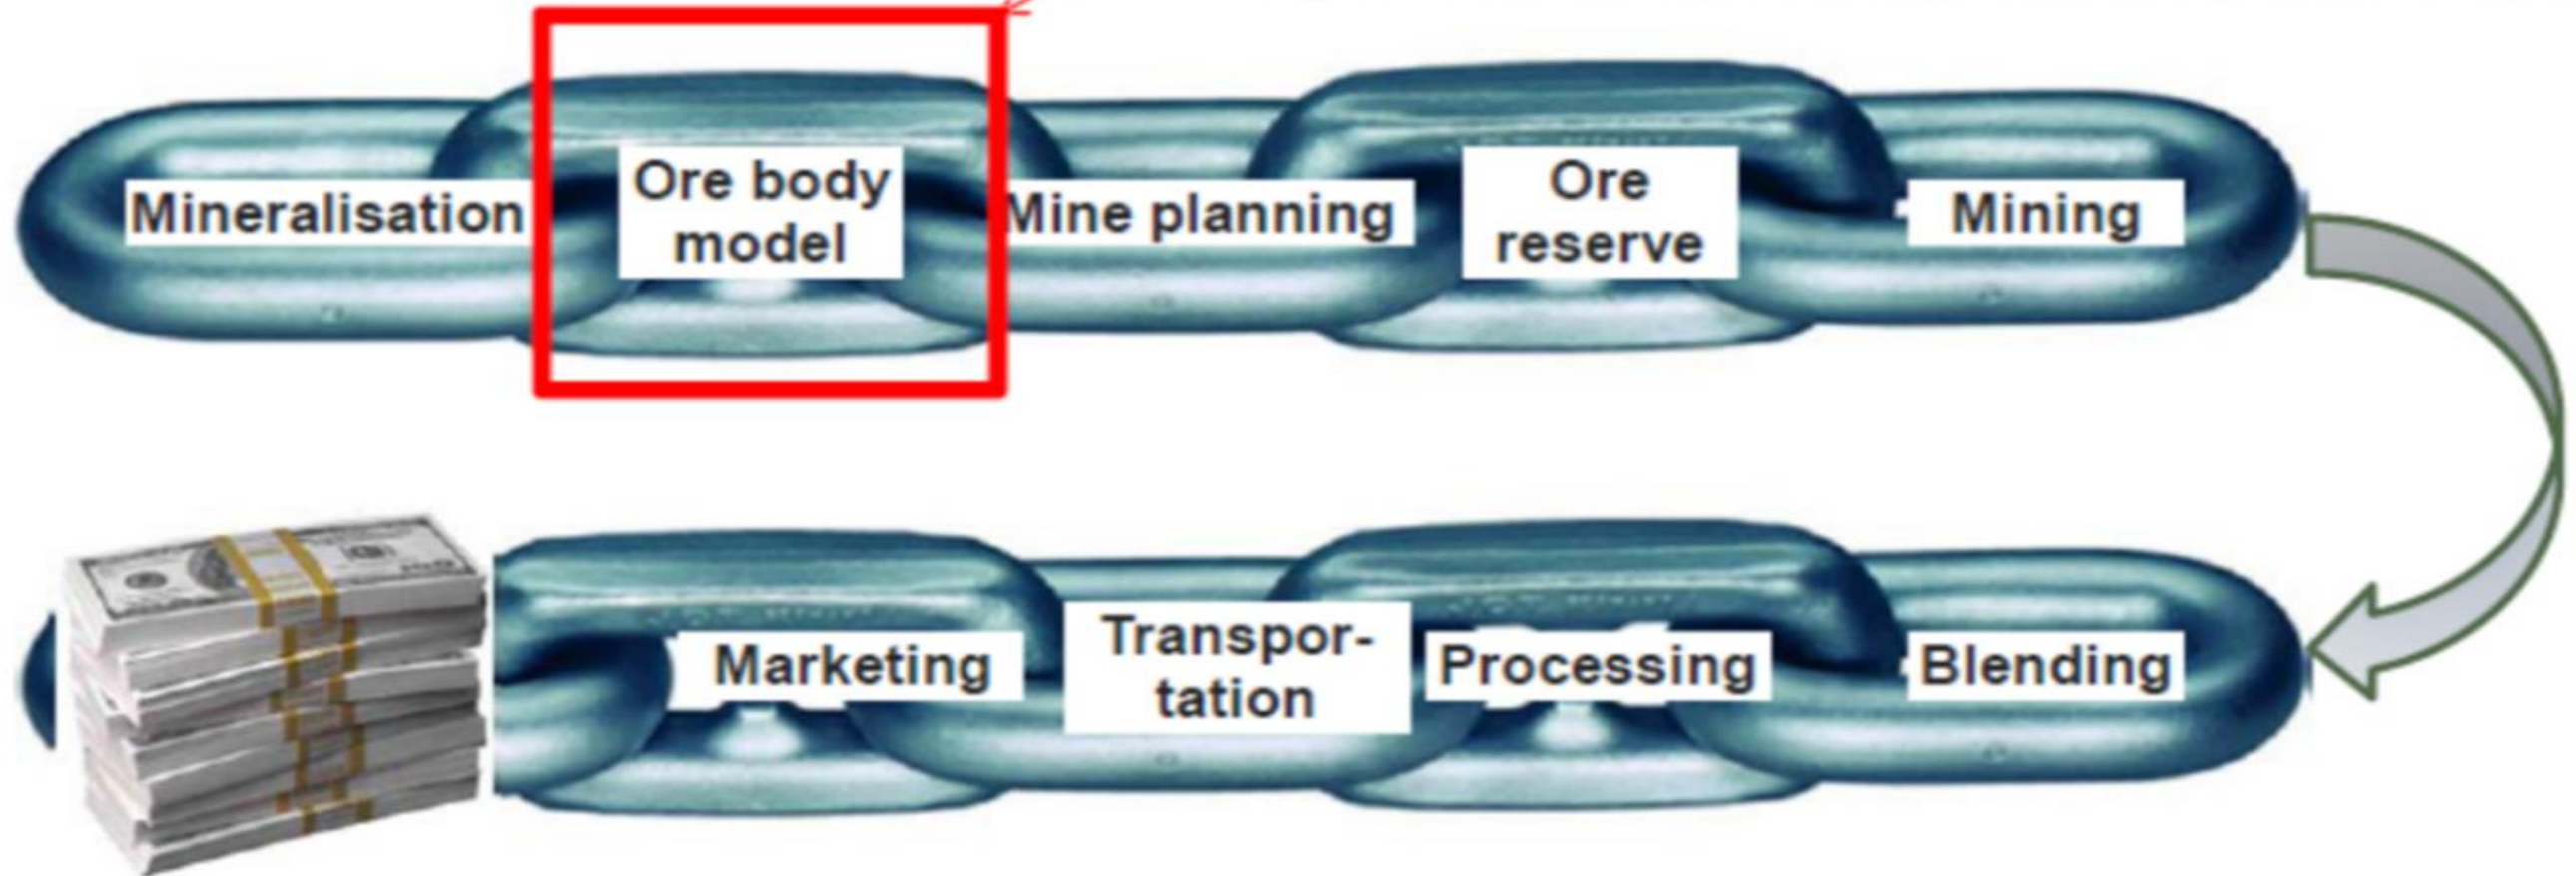 Mineralisation
Ore body
model
Mine planning
Ore
reserve
Mining
Marketing
Transpor-
tation
Processing
Blending